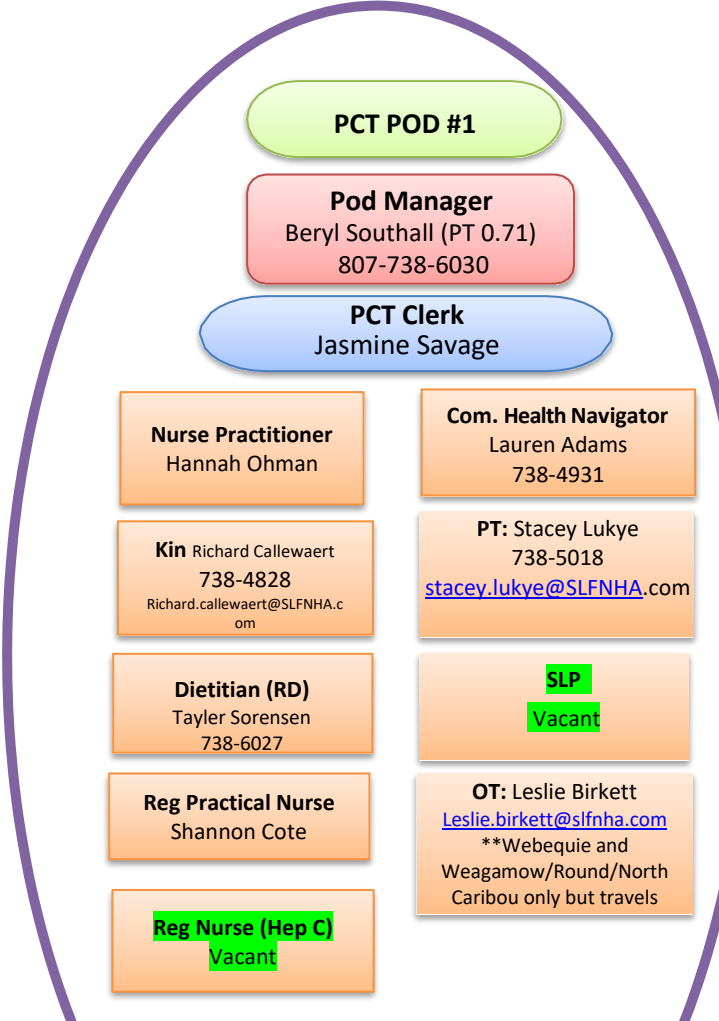 PCT POD #1
Pod Manager
Beryl Southall (PT 0.71)
807-738-6030
PCT Clerk
Jasmine Savage
Nurse Practitioner
Hannah Ohman
Com. Health Navigator
Lauren Adams
738-4931
Kin Richard Callewaert
738-4828
Richard.callewaert@SLFNHA.c
om
PT: Stacey Lukye
738-5018
stacey.lukye@SLFNHA.com
Dietitian (RD)
Tayler Sorensen
738-6027
SLP
Vacant
Reg Practical Nurse
Shannon Cote
OT: Leslie Birkett
Leslie.birkett@slfnha.com
**Webequie and
Weagamow/Round/North
Caribou only but travels
Reg Nurse (Hep C)
Vacant